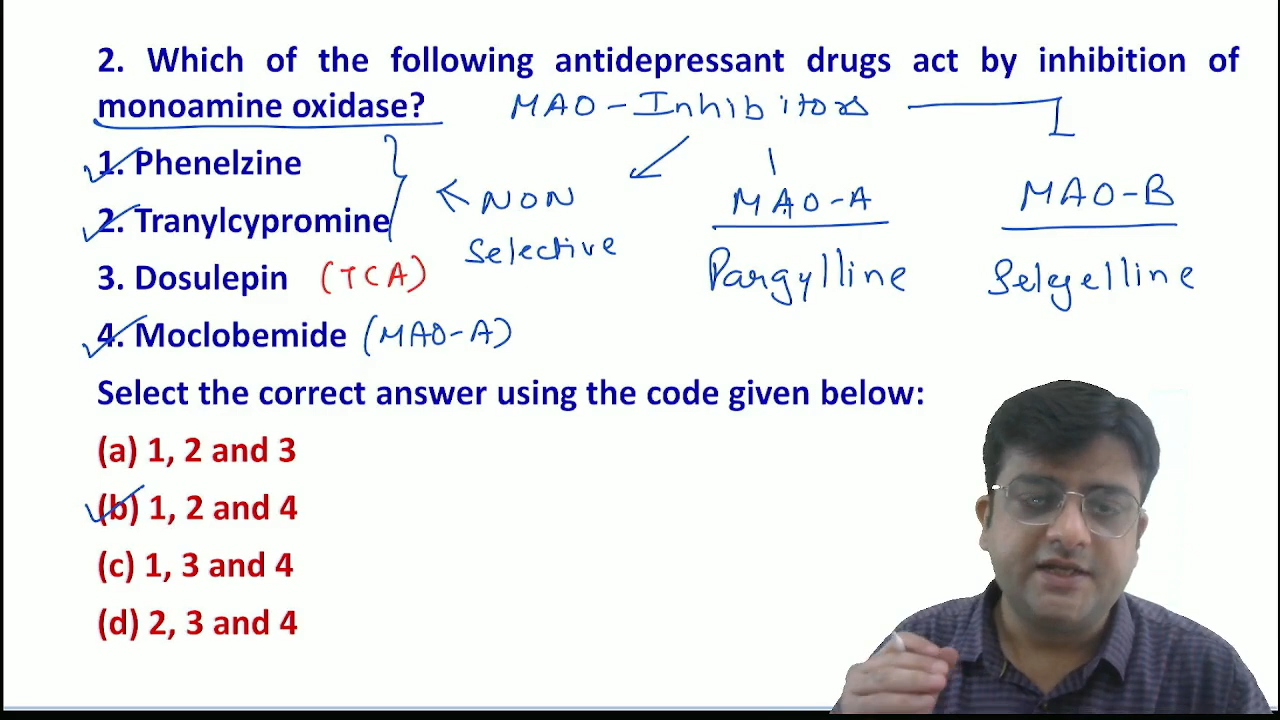 2. Which of the following antidepressant drugs act by inhibition of
monoamine oxidase? MAO-Inhibitors
1. Phenelzine
2. Tranylcypromine
NON
Selective
MAO-A
Pargylline
MAO-B
Selegelline
3. Dosulepin (TCA)
4. Moclobemide (MAO-A)
Select the correct answer using the code given below:
(a) 1, 2 and 3
(b) 1, 2 and 4
(c) 1, 3 and 4
(d) 2, 3 and 4